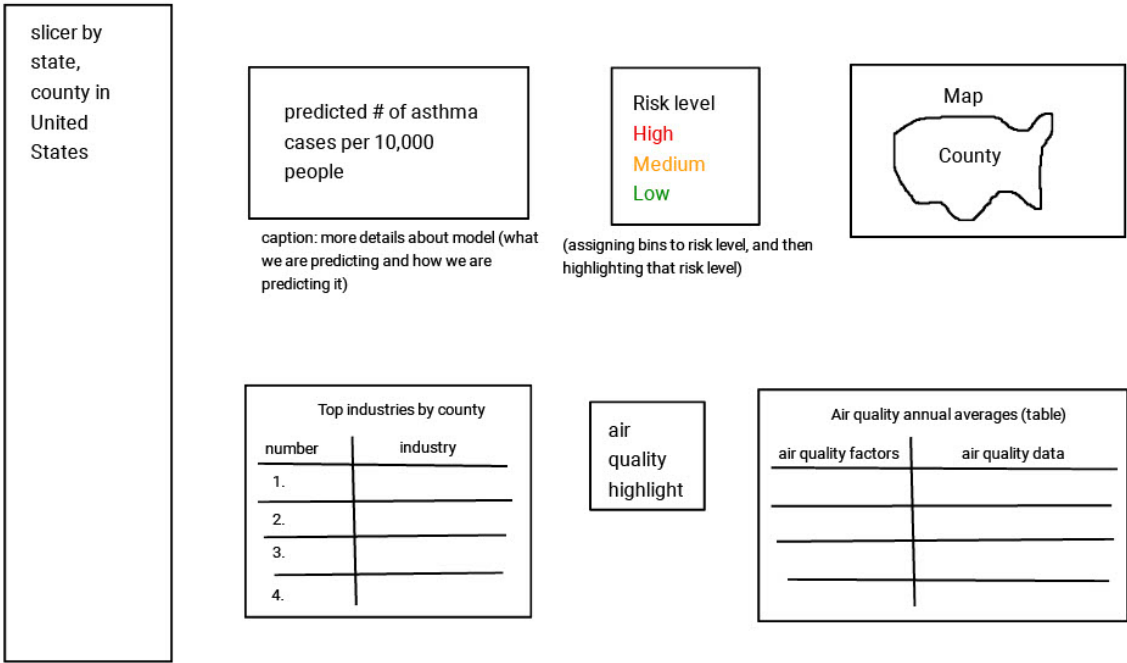 slicer by
state,
county in
United
States
predicted # of asthma
cases per 10,000
people
caption: more details about model (what
we are predicting and how we are
predicting it)
Risk level
High
Medium
Low
(assigning bins to risk level, and then
highlighting that risk level)
Map
County
Top industries by county
number industry
1.
2.
3.
4.
air
quality
highlight
Air quality annual averages (table)
air quality factors air quality data